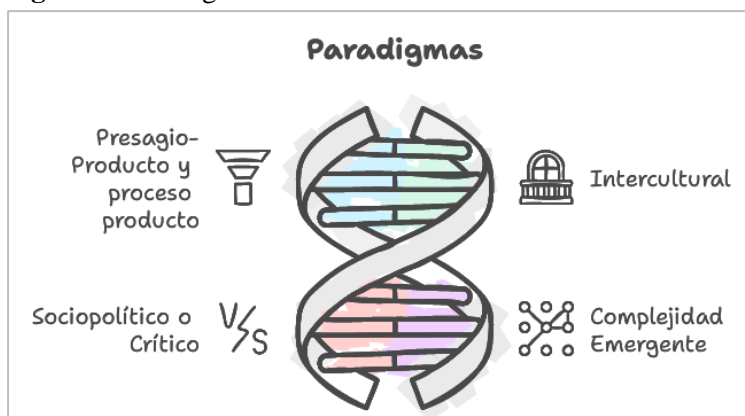 Paradigmas
Presagio-
Producto y
proceso
producto
Intercultural
Sociopolítico o
Crítico
V/S
Complejidad
Emergente